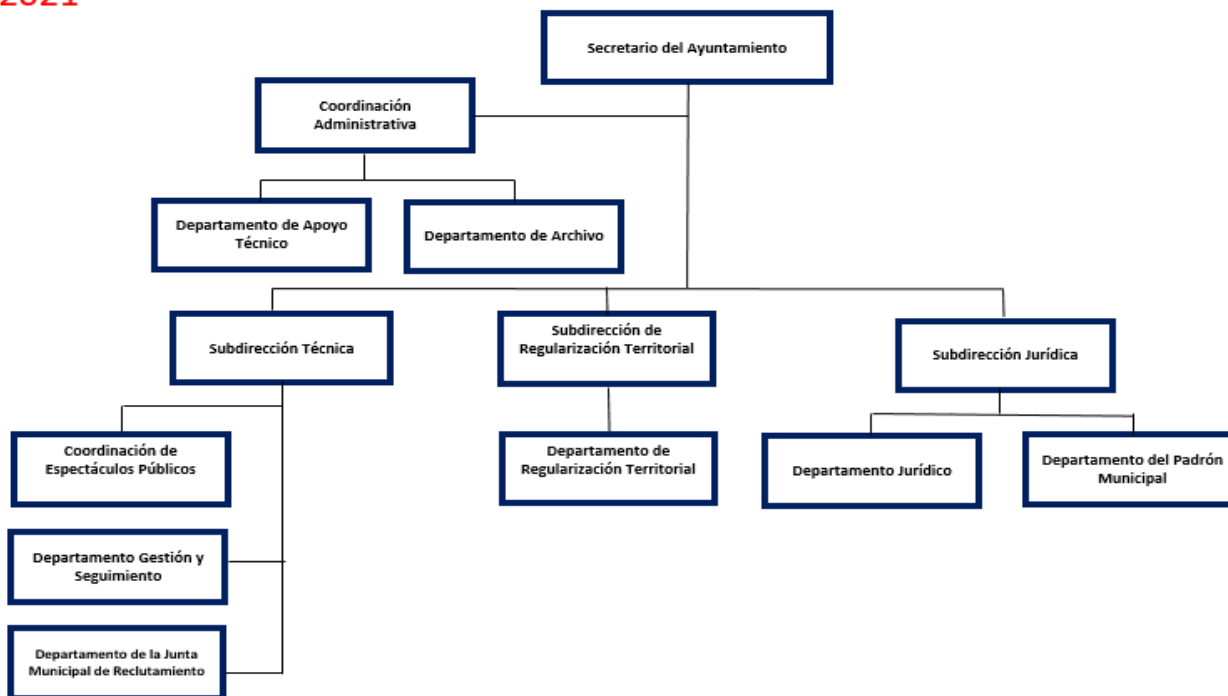 2021
Secretario del Ayuntamiento
Coordinación
Administrativa
Departamento de Apoyo
Técnico
Departamento de Archivo
Subdirección Técnica
Subdirección de
Regularización Territorial
Subdirección Jurídica
Coordinación de
Espectáculos Públicos
Departamento de
Regularización Territorial
Departamento Jurídico
Departamento del Padrón
Municipal
Departamento Gestión y
Seguimiento
Departamento de la Junta
Municipal de Reclutamiento